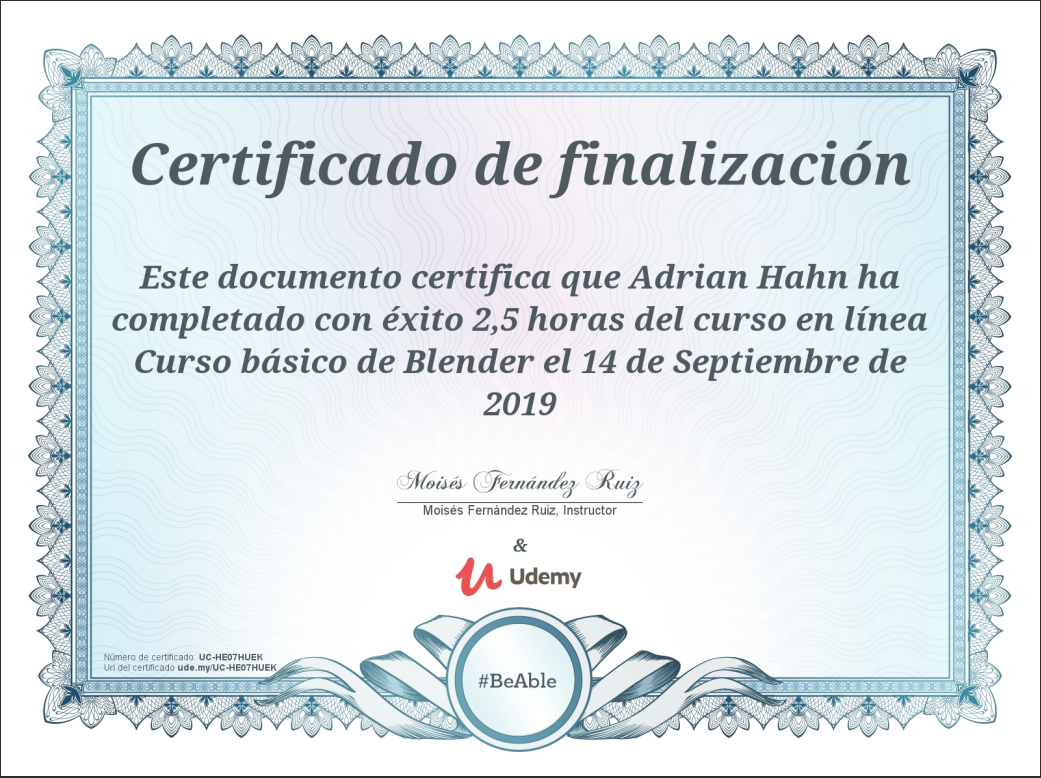 Certificado de finalización
Este documento certifica que Adrian Hahn ha
completado con éxito 2,5 horas del curso en línea
Curso básico de Blender el 14 de Septiembre de
2019
Moisés Fernández Ruiz
Moisés Fernández Ruiz, Instructor
&
Udemy
Número de certificado: UC-HE07HUEK
Url del certificado ude.my/UC-HE07HUEK
#BeAble